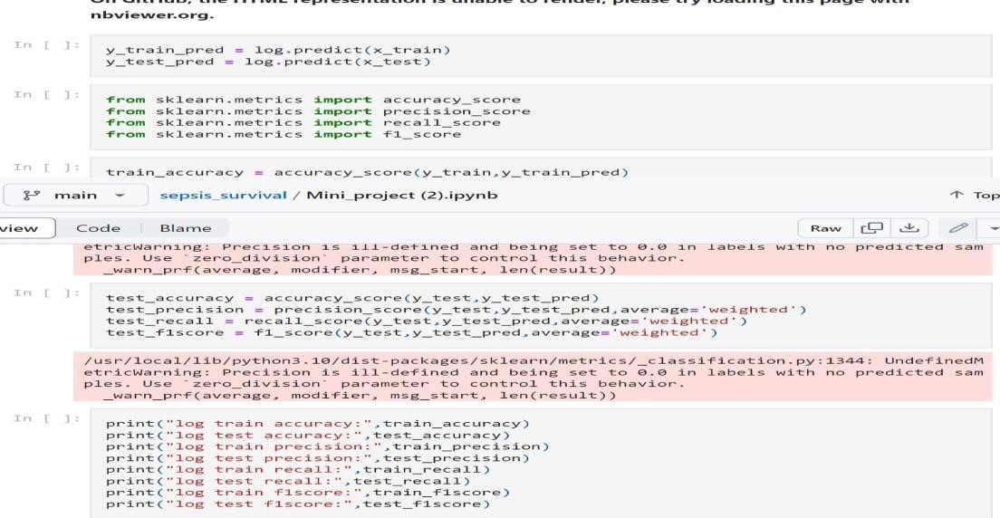 On GitHub, the HTML representation is unable to render, please try loading this page with
nbviewer.org.
In [ ]:
y_train_pred = log.predict(x_train)
y_test_pred = log.predict(x_test)
In [ ]:
from sklearn.metrics import accuracy_score
from sklearn.metrics import precision_score
from sklearn.metrics import recall_score
from sklearn.metrics import f1_score
In [ ]:
train_accuracy = accuracy_score(y_train,y_train_pred)
main
sepsis_survival / Mini_project (2).ipynb
Top
view
Code
Blame
Raw
etricWarning: Precision is ill-defined and being set to 0.0 in labels with no predicted sam
ples. Use `zero_division` parameter to control this behavior.
_warn_prf(average, modifier, msg_start, len(result))
In [ ]:
test_accuracy = accuracy_score(y_test,y_test_pred)
test_precision = precision_score(y_test,y_test_pred,average='weighted')
test_recall = recall_score(y_test,y_test_pred,average='weighted')
test_f1score = f1_score(y_test,y_test_pred,average='weighted')
/usr/local/lib/python3.10/dist-packages/sklearn/metrics/_classification.py:1344: UndefinedM
etricWarning: Precision is ill-defined and being set to 0.0 in labels with no predicted sam
ples. Use `zero_division` parameter to control this behavior.
_warn_prf(average, modifier, msg_start, len(result))
In [ ]:
print("log train accuracy:",train_accuracy)
print("log test accuracy:",test_accuracy)
print("log train precision:",train_precision)
print("log test precision:",test_precision)
print("log train recall:",train_recall)
print("log test recall:",test_recall)
print("log train f1score:",train_f1score)
print("log test f1score:",test_f1score)